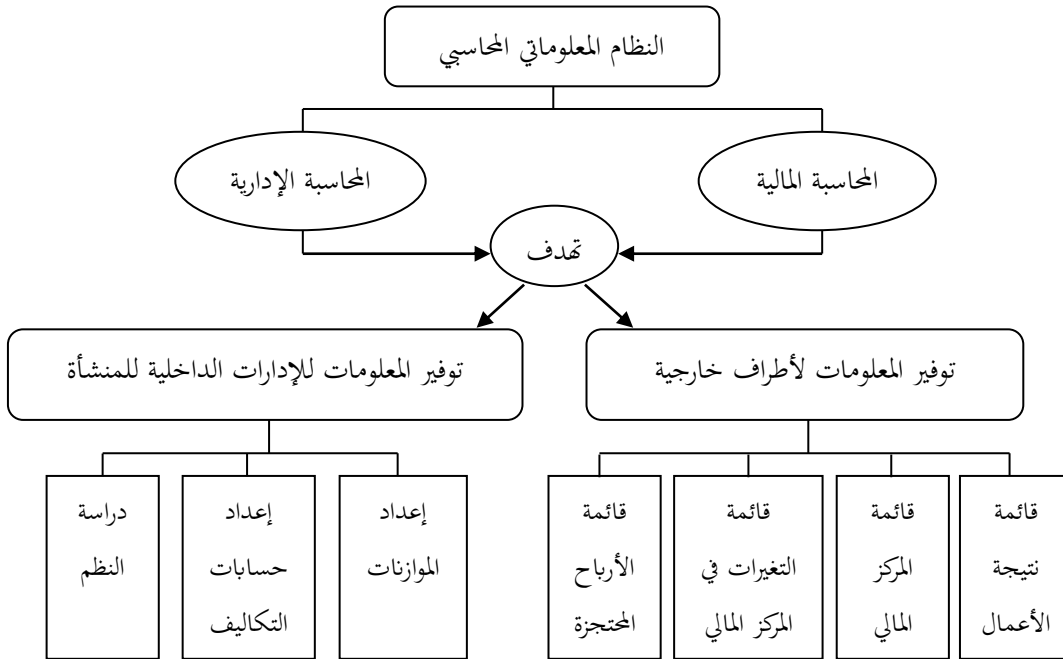 النظام المعلوماتي المحاسبي
المحاسبة المالية
المحاسبة الإدارية
تهدف
توفير المعلومات لأطراف خارجية
توفير المعلومات للإدارات الداخلية للمنشأة
قائمة
نتيجة
الأعمال
قائمة
المركز
المالي
قائمة
التغيرات في
المركز المالي
قائمة
الأرباح
المحتجزة
إعداد
الموازنات
إعداد
حسابات
التكاليف
دراسة
النظم